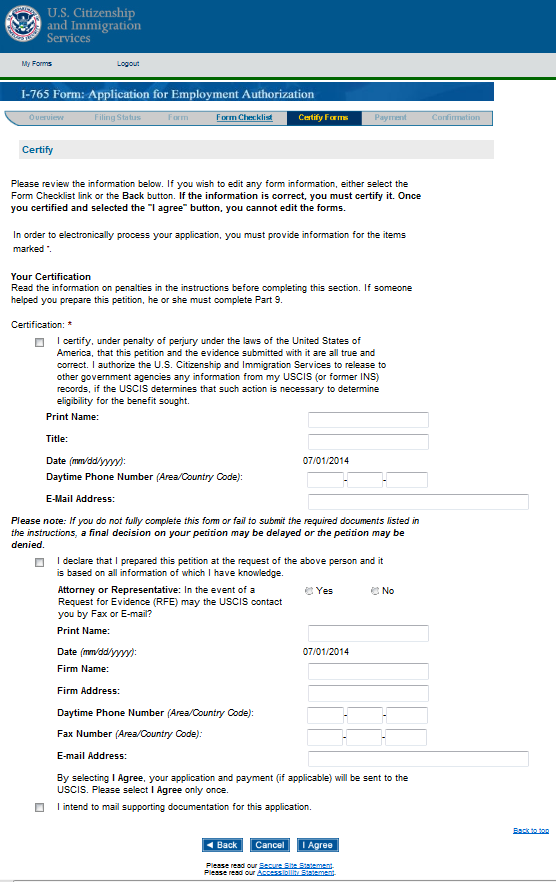 U.S. Citizenship
and Immigration
Services
My Forms Logout
I-765 Form: Application for Employment Authorization
Overview Filing Status Form Form Checklist Certify Forms Payment Confirmation
Certify
Please review the information below. If you wish to edit any form information, either select the
Form Checklist link or the Back button. If the information is correct, you must certify it. Once
you certified and selected the "I agree" button, you cannot edit the forms.
In order to electronically process your application, you must provide information for the items
marked *.
Your Certification
Read the information on penalties in the instructions before completing this section. If someone
helped you prepare this petition, he or she must complete Part 9.
Certification: *
I certify, under penalty of perjury under the laws of the United States of
America, that this petition and the evidence submitted with it are all true and
correct. I authorize the U.S. Citizenship and Immigration Services to release to
other government agencies any information from my USCIS (or former INS)
records, if the USCIS determines that such action is necessary to determine
eligibility for the benefit sought.
Print Name:
Title:
Date (mm/dd/yyyy): 07/01/2014
Daytime Phone Number (Area/Country Code): - -
E-Mail Address:
Please note: If you do not fully complete this form or fail to submit the required documents listed in
the instructions, a final decision on your petition may be delayed or the petition may be
denied.
I declare that I prepared this petition at the request of the above person and it
is based on all information of which I have knowledge.
Attorney or Representative: In the event of a Yes No
Request for Evidence (RFE) may the USCIS contact
you by Fax or E-mail?
Print Name:
Date (mm/dd/yyyy): 07/01/2014
Firm Name:
Firm Address:
Daytime Phone Number (Area/Country Code): - -
Fax Number (Area/Country Code): - -
E-mail Address:
By selecting I Agree, your application and payment (if applicable) will be sent to the
USCIS. Please select I Agree only once.
I intend to mail supporting documentation for this application.
Back to top
Back Cancel I Agree
Please read our Secure Site Statement.
Please read our Accessibility Statement.